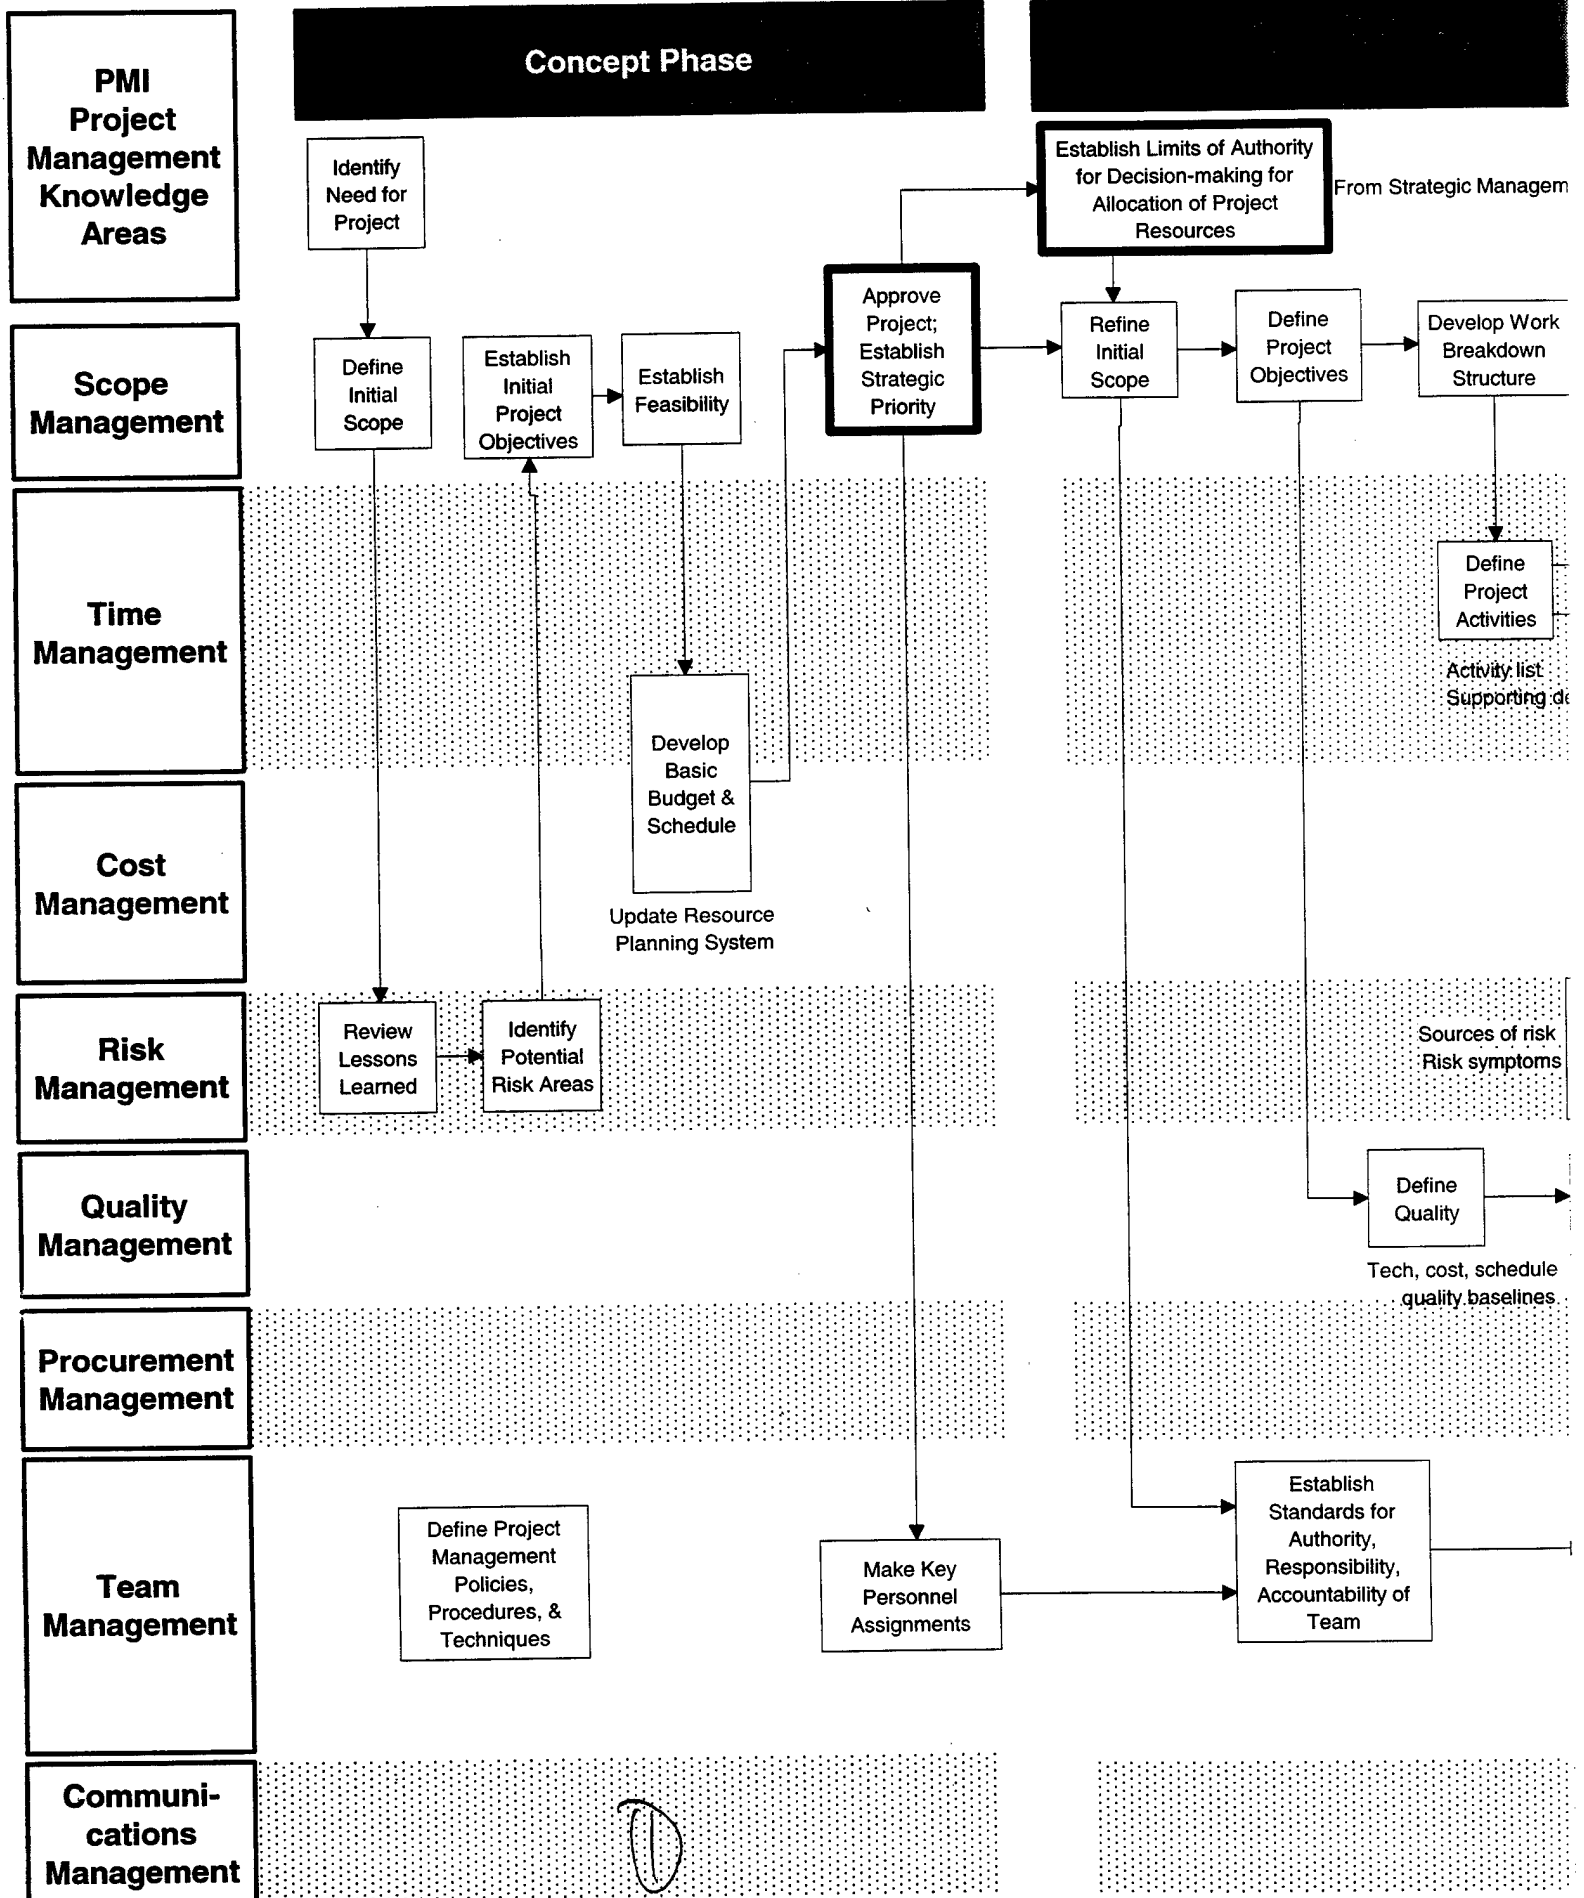 PMI
Project
Management
Knowledge
Areas
Concept Phase
Identify
Need for
Project
Establish Limits of Authority
for Decision-making for
Allocation of Project
Resources
From Strategic Managem
Scope
Management
Define
Initial
Scope
Establish
Initial
Project
Objectives
Establish
Feasibility
Approve
Project;
Establish
Strategic
Priority
Refine
Initial
Scope
Define
Project
Objectives
Develop Work
Breakdown
Structure
Time
Management
Define
Project
Activities
Activity list
Supporting de
Develop
Basic
Budget &
Schedule
Cost
Management
Update Resource
Planning System
Risk
Management
Review
Lessons
Learned
Identify
Potential
Risk Areas
Sources of risk
Risk symptoms
Quality
Management
Define
Quality
Tech, cost, schedule
quality baselines
Procurement
Management
Team
Management
Define Project
Management
Policies,
Procedures, &
Techniques
Make Key
Personnel
Assignments
Establish
Standards for
Authority,
Responsibility,
Accountability of
Team
Communi-
cations
Management
1